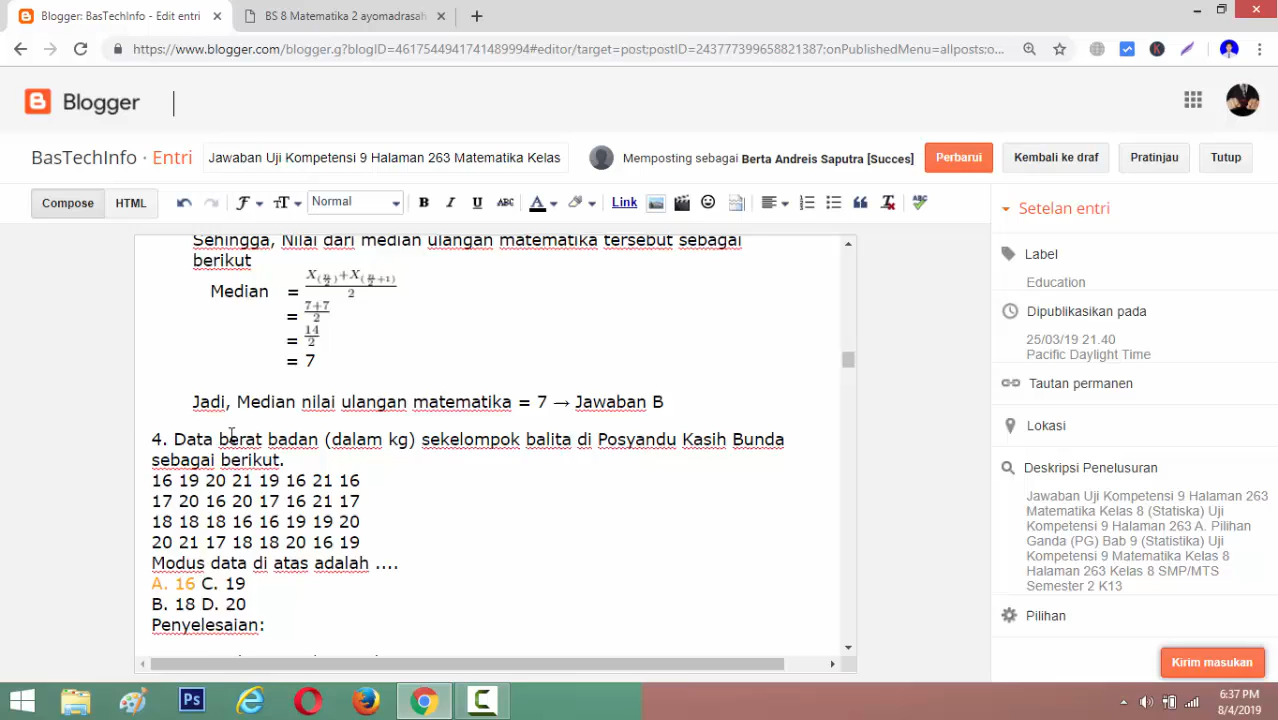 Blogger: BasTechInfo - Edit entri
BS 8 Matematika 2 ayomadrasah
https://www.blogger.com/blogger.g?blogID=4617544941741489994#editor/target=post;postID=243777399658821387;onPublishedMenu=allposts;o...
Blogger
BasTechInfo · Entri
Jawaban Uji Kompetensi 9 Halaman 263 Matematika Kelas
Memposting sebagai Berta Andreis Saputra [Succes]
Perbarui
Kembali ke draf
Pratinjau
Tutup
Compose
HTML
Normal
Link
Setelan entri
Label
Education
Dipublikasikan pada
25/03/19 21.40
Pacific Daylight Time
Tautan permanen
Lokasi
Deskripsi Penelusuran
Jawaban Uji Kompetensi 9 Halaman 263
Matematika Kelas 8 (Statiska) Uji
Kompetensi 9 Halaman 263 A. Pilihan
Ganda (PG) Bab 9 (Statistika) Uji
Kompetensi 9 Matematika Kelas 8
Halaman 263 Kelas 8 SMP/MTS
Semester 2 K13
Pilihan
Kirim masukan
Sehingga, Nilai dari median ulangan matematika tersebut sebagai
berikut
Median = X(n/2)+X(n/2+1) / 2
= 7+7 / 2
= 14 / 2
= 7
Jadi, Median nilai ulangan matematika = 7 → Jawaban B
4. Data berat badan (dalam kg) sekelompok balita di Posyandu Kasih Bunda
sebagai berikut.
16 19 20 21 19 16 21 16
17 20 16 20 17 16 21 17
18 18 18 16 16 19 19 20
20 21 17 18 18 20 16 19
Modus data di atas adalah ....
A. 16 C. 19
B. 18 D. 20
Penyelesaian:
6:37 PM
8/4/2019